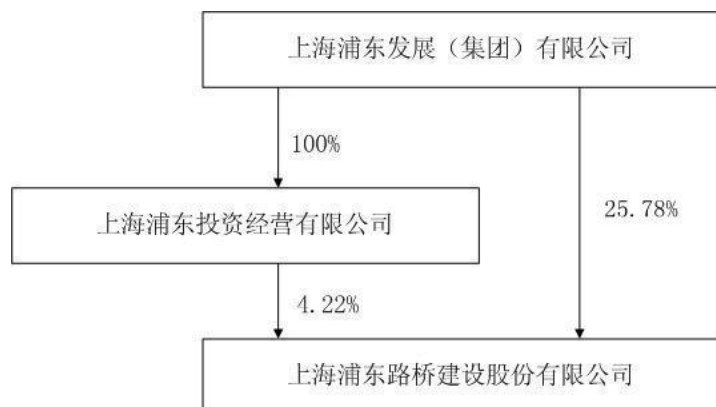 上海浦东发展（集团）有限公司
100%
上海浦东投资经营有限公司
25.78%
4.22%
上海浦东路桥建设股份有限公司